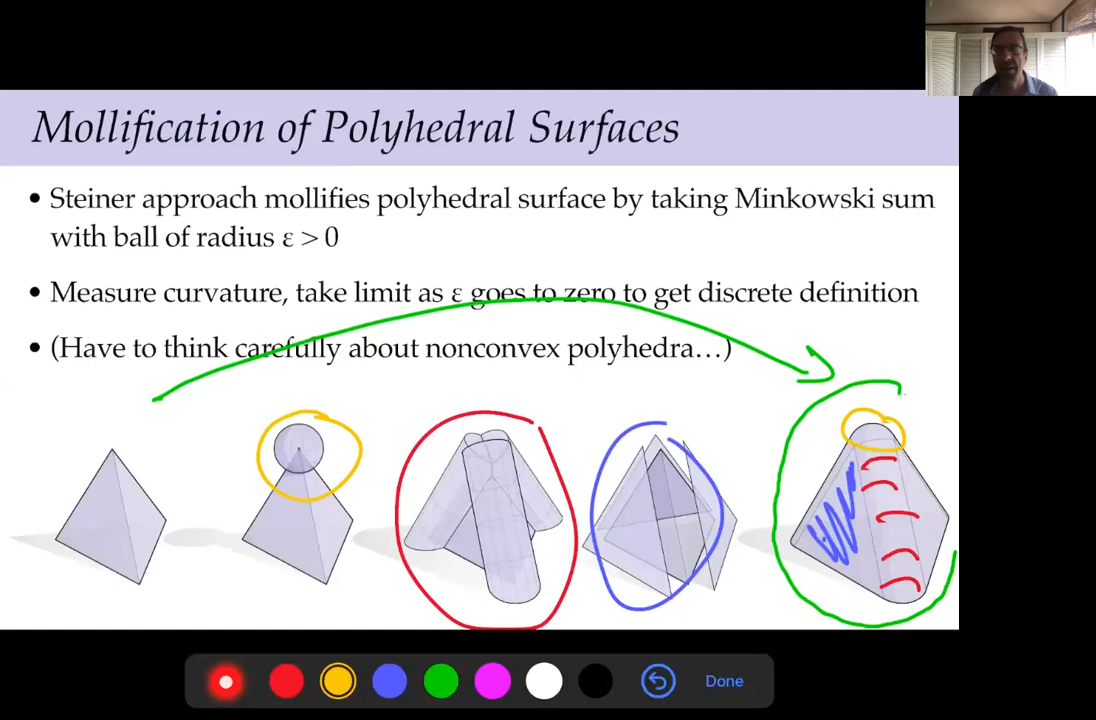 Mollification of Polyhedral Surfaces
• Steiner approach mollifies polyhedral surface by taking Minkowski sum
with ball of radius ε > 0
• Measure curvature, take limit as ε goes to zero to get discrete definition
• (Have to think carefully about nonconvex polyhedra…)
Done